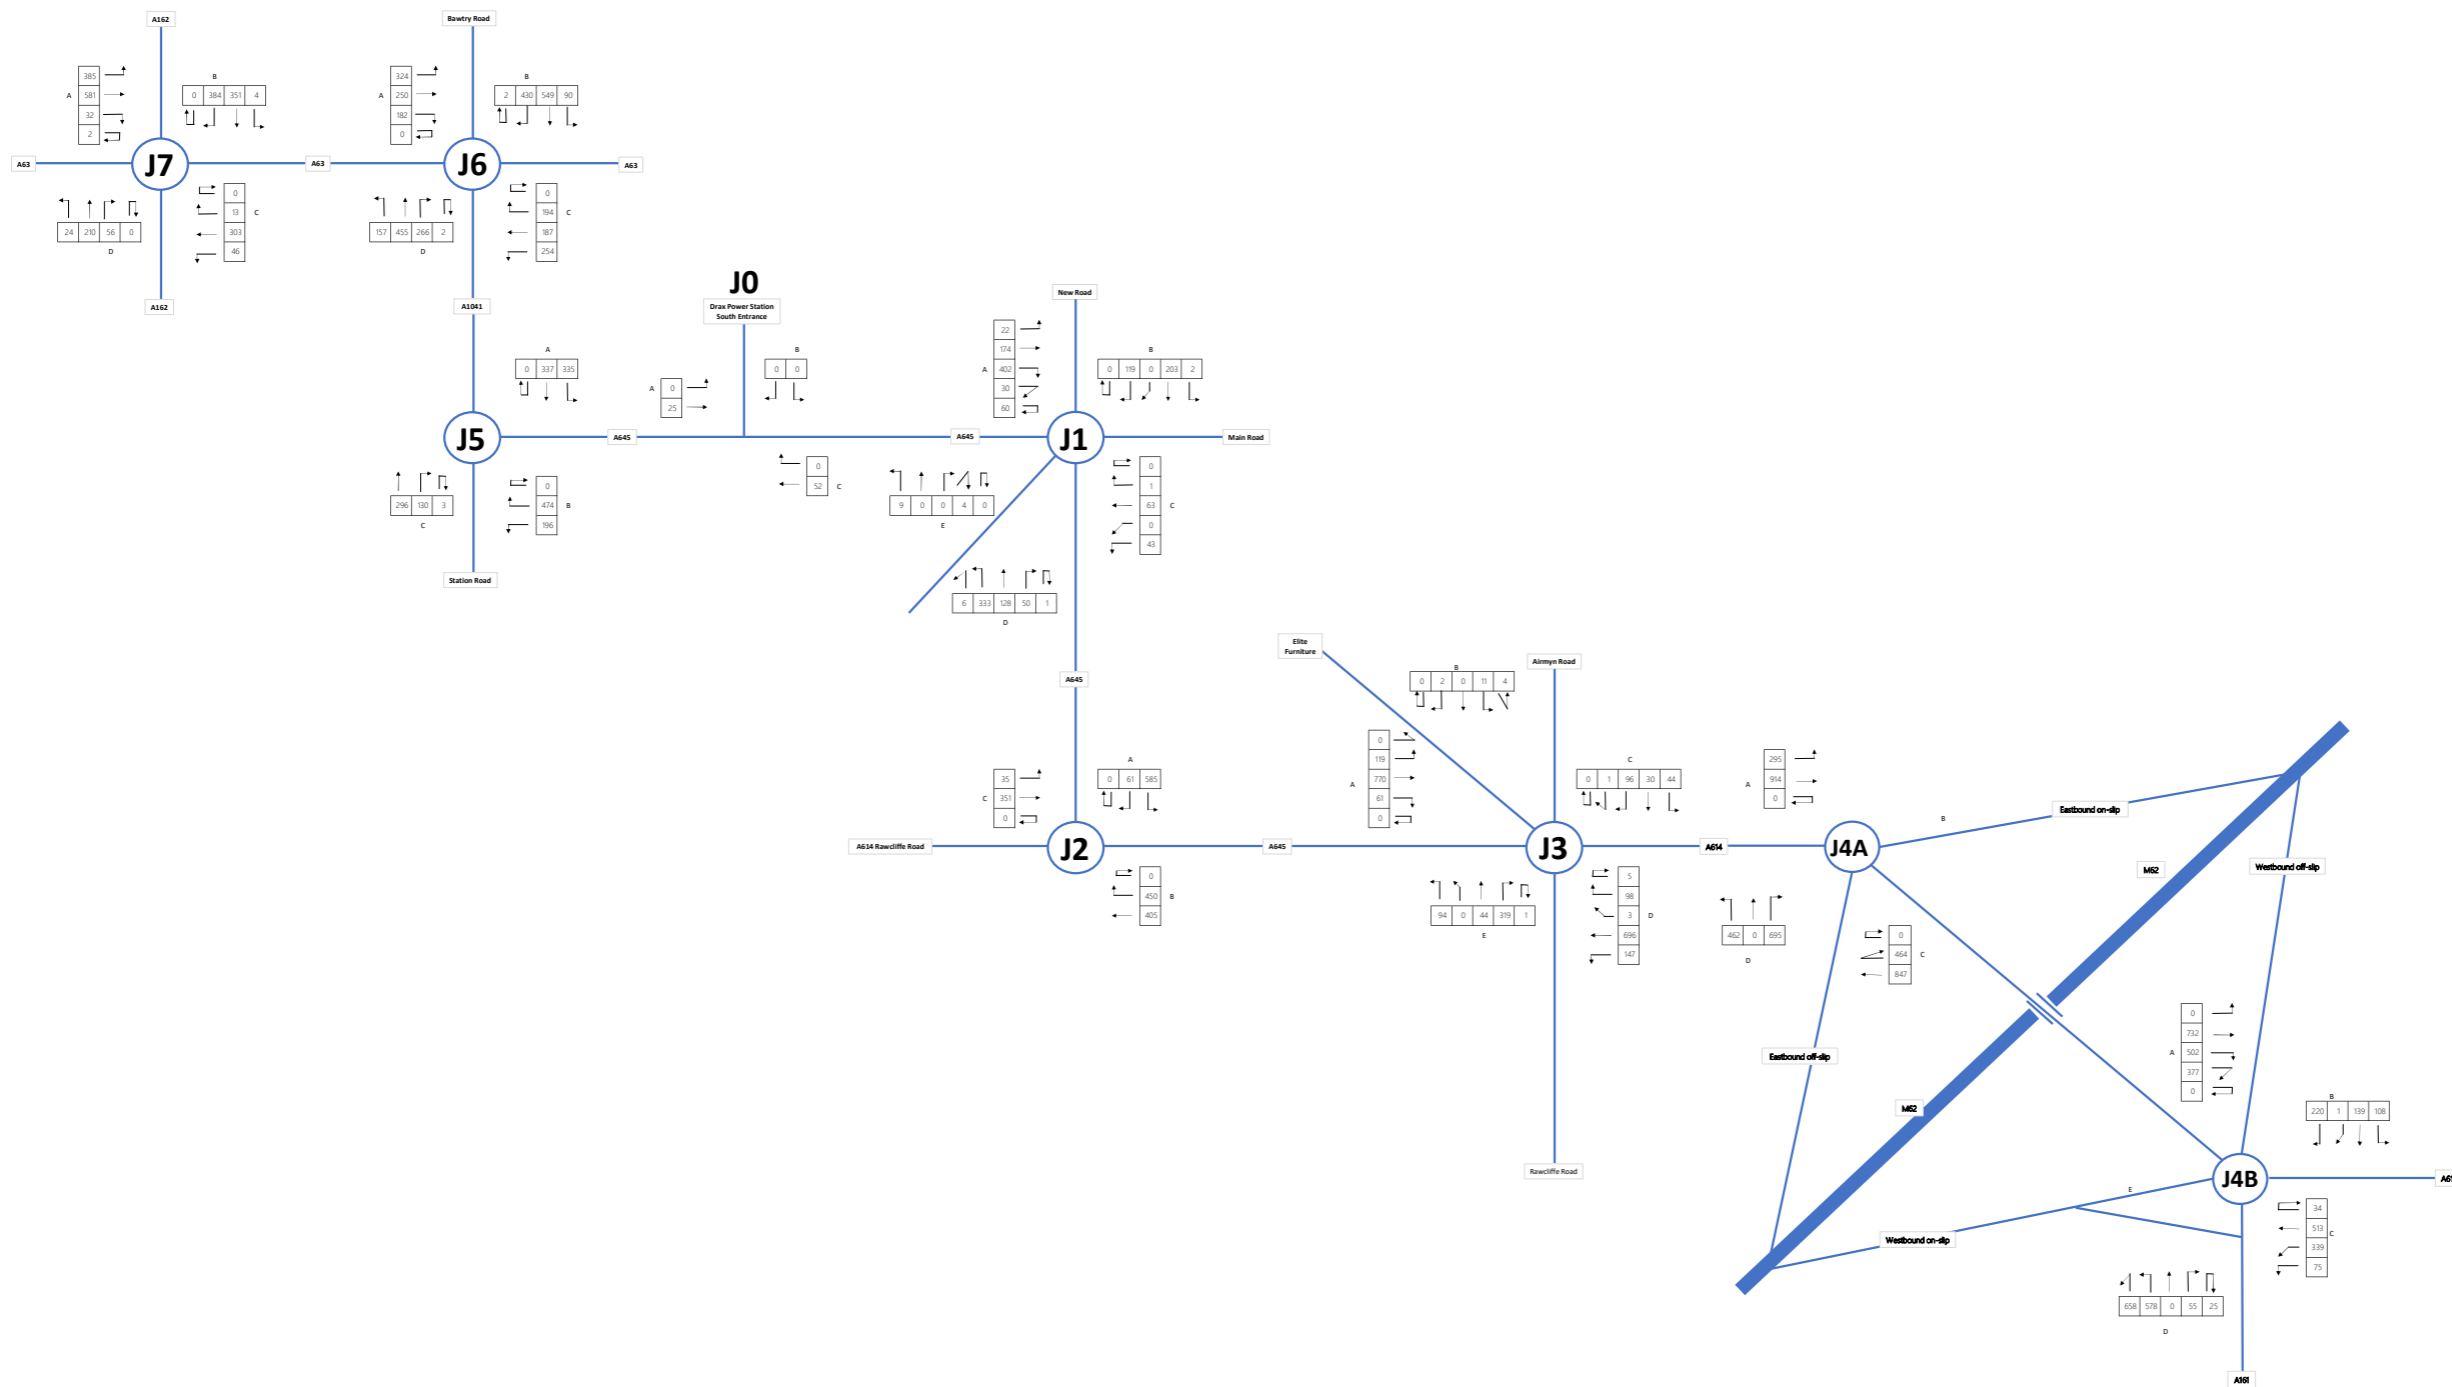 A162
Bawtry Road
385
A
581
32
2
B
0 384 351 4
324
A
250
182
0
B
2 430 549 90
A63
J7
A63
J6
A63
24 210 56 0
D
0
13
C
303
46
157 455 266 2
D
0
194
C
187
254
A162
A1041
J0
Drax Power Station
South Entrance
New Road
A
0 337 335
A
0
25
B
0 0
22
174
A
402
30
60
B
0 119 0 203 2
J5
A645
A645
J1
Main Road
296 130 3
C
0
474
B
196
0
52
C
9 0 0 4 0
E
0
1
63
C
0
43
Station Road
6 333 128 50 1
D
A645
Elite
Furniture
Airmyn Road
B
0 2 0 11 4
35
C
351
0
A
0 61 585
0
119
770
A
61
0
C
0 1 96 30 44
295
A
914
0
A614 Rawcliffe Road
J2
A645
J3
A614
J4A
B
Eastbound on-slip
Westbound off-slip
M62
0
450
B
405
94 0 44 319 1
E
5
98
3
D
696
147
462 0 695
D
0
464
C
847
Eastbound off-slip
M62
0
732
A
502
377
0
B
220 1 139 108
Rawcliffe Road
J4B
A61
E
Westbound on-slip
34
513
C
339
75
658 578 0 55 25
D
A161